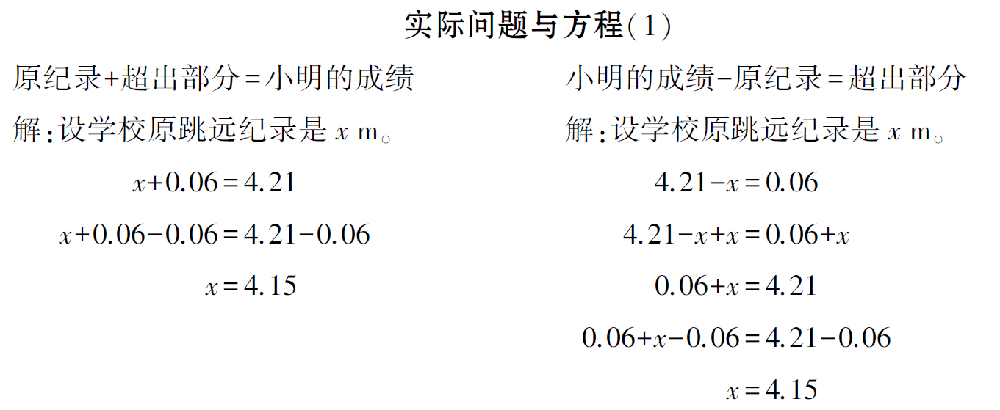 实际问题与方程(1)
原纪录+超出部分=小明的成绩
解:设学校原跳远纪录是 x m。
x+0.06=4.21
x+0.06-0.06=4.21-0.06
x=4.15
小明的成绩-原纪录=超出部分
解:设学校原跳远纪录是 x m。
4.21-x=0.06
4.21-x+x=0.06+x
0.06+x=4.21
0.06+x-0.06=4.21-0.06
x=4.15